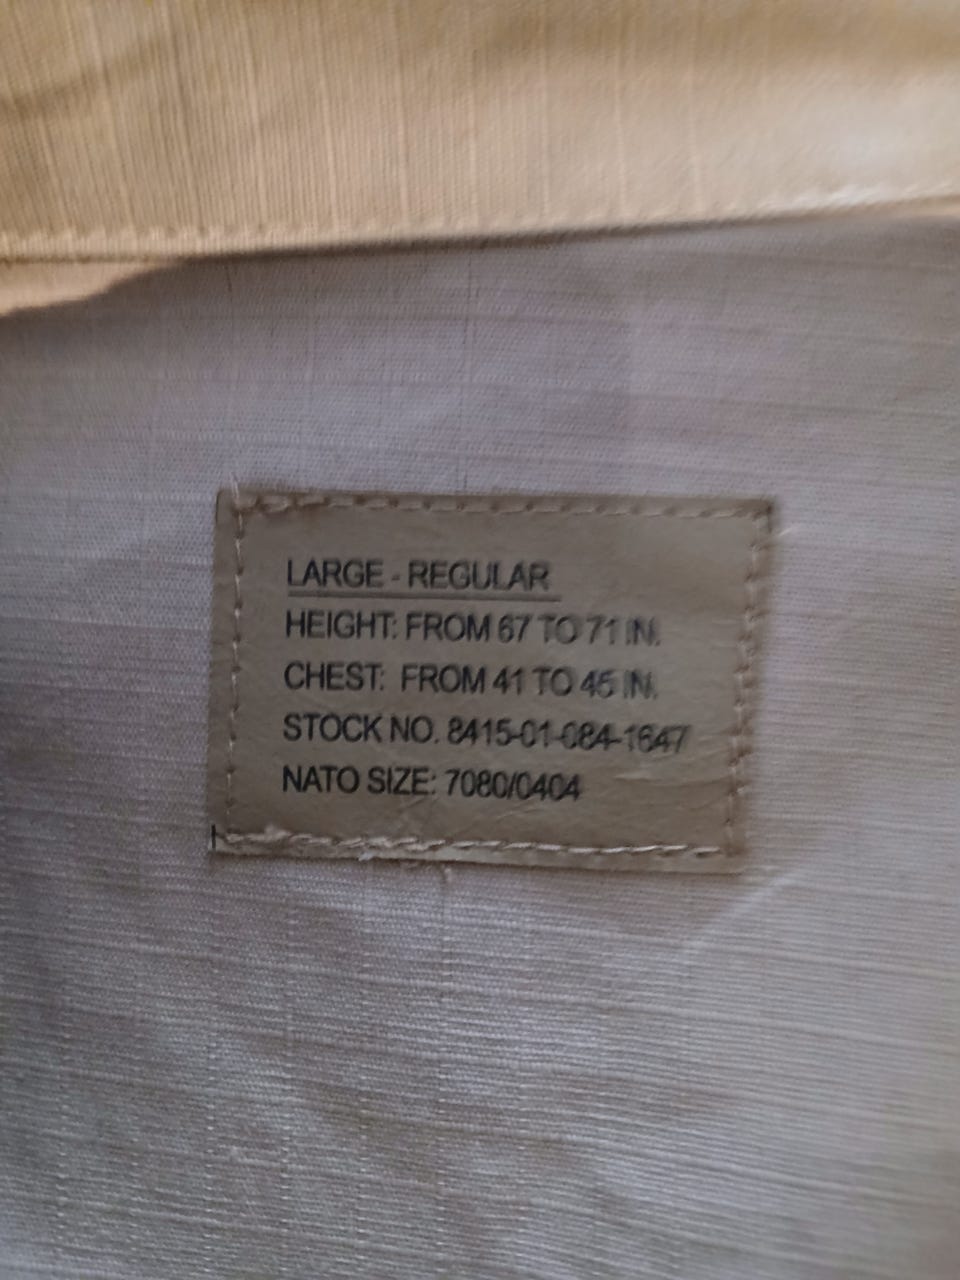 LARGE - REGULAR
HEIGHT: FROM 67 TO 71 IN.
CHEST: FROM 41 TO 45 IN.
STOCK NO. 8415-01-084-1647
NATO SIZE: 7080/0404